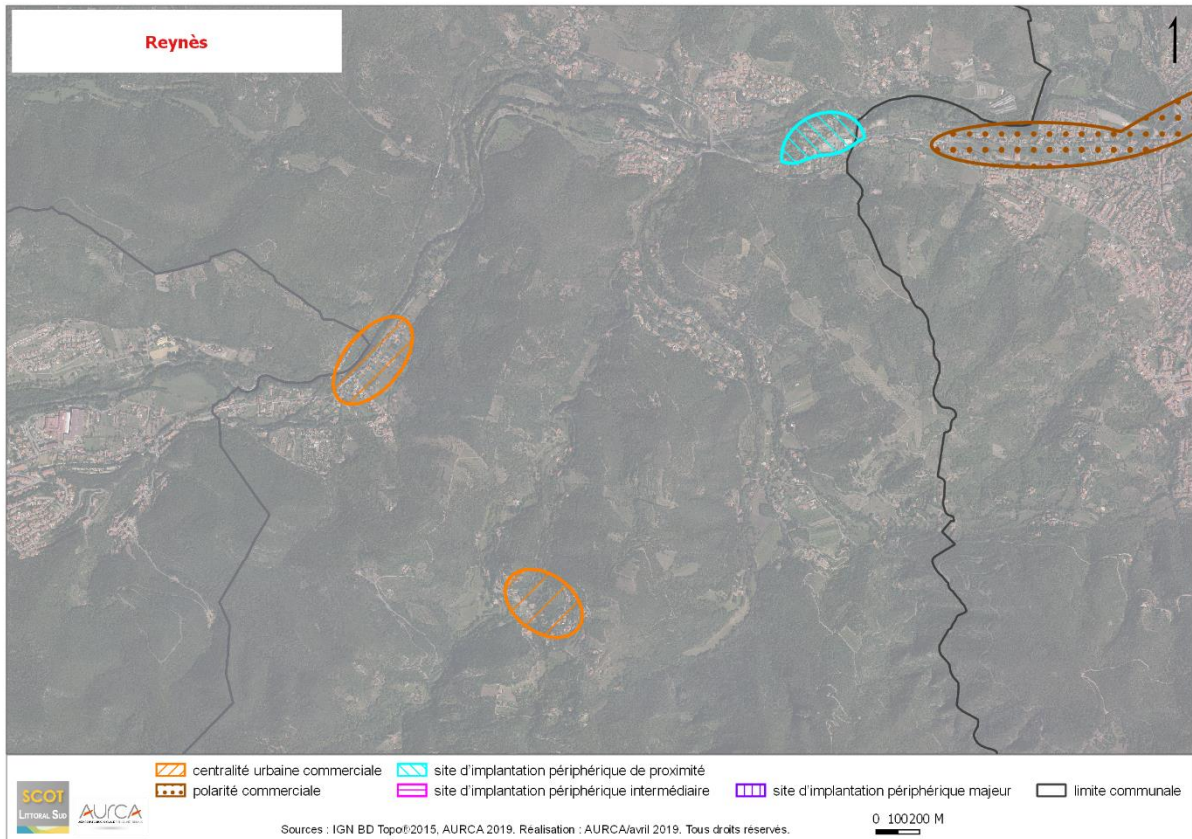 Reynès
centralité urbaine commerciale
site d'implantation périphérique de proximité
polarité commerciale
site d'implantation périphérique intermédiaire
site d'implantation périphérique majeur
limite communale
SCOT
LITTORAL SUD
AURCA
Sources : IGN BD Topo®2015, AURCA 2019. Réalisation : AURCA/avril 2019. Tous droits réservés.
0 100200 M